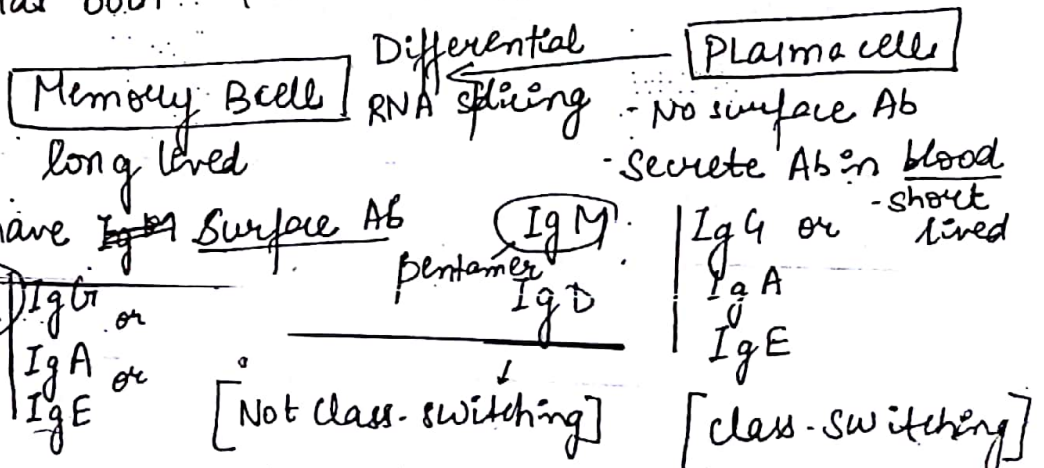 Differential
Plasma cell
Memory Bcell
RNA splicing
- No surface Ab
long lived
- Secrete Ab in blood
- short lived
have Surface Ab
IgM
pentamer
IgD
IgG or
IgA
IgE
IgG or
IgA or
IgE
[Not class-switching]
[class-switching]